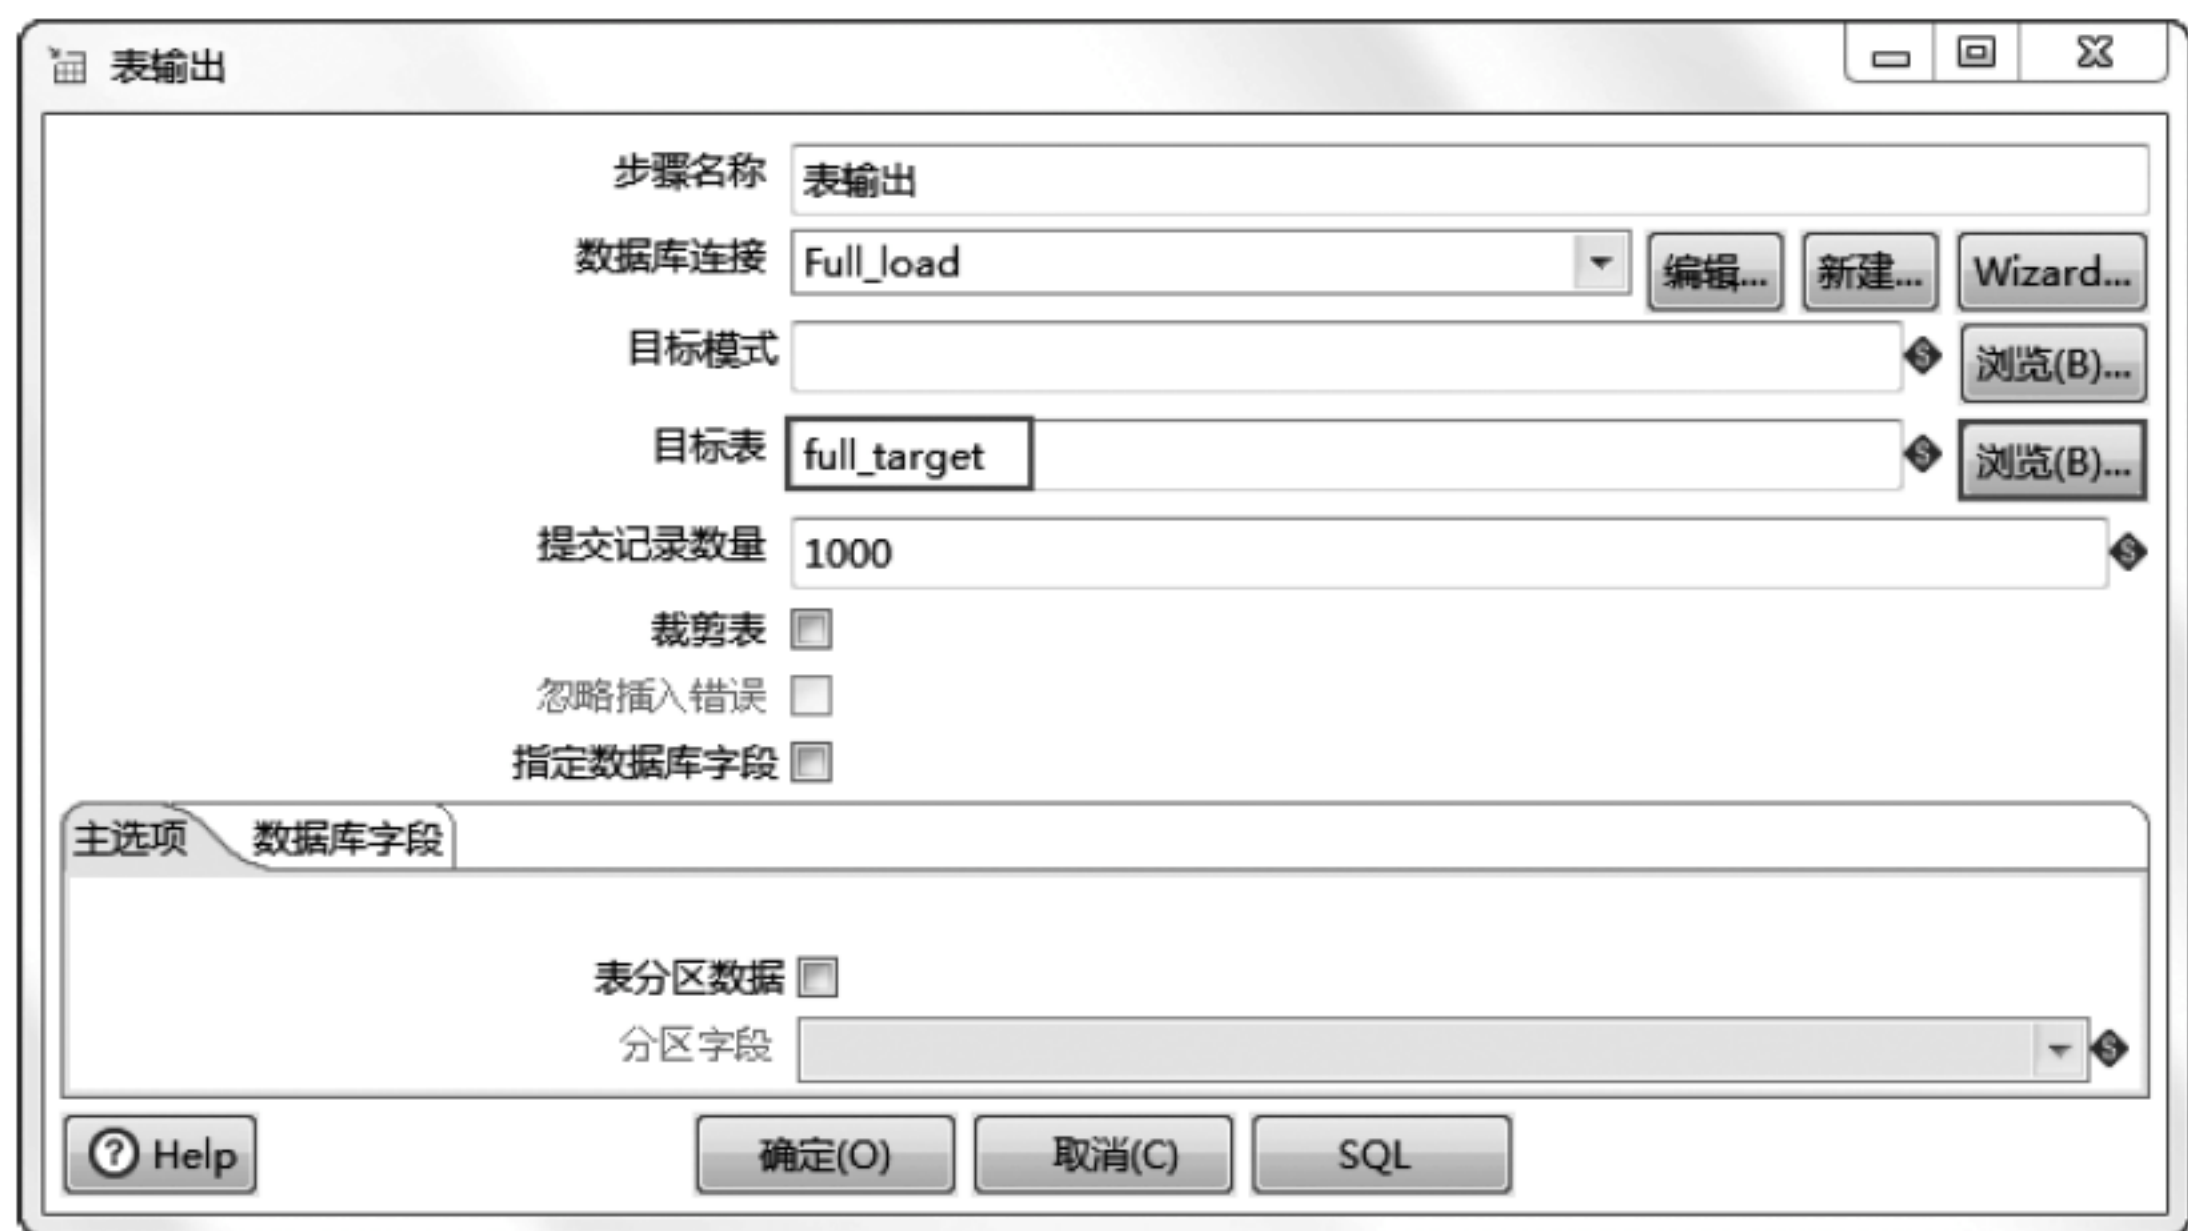 表输出
步骤名称 表输出
数据库连接 Full_load 编辑... 新建... Wizard...
目标模式 浏览(B)...
目标表 full_target 浏览(B)...
提交记录数量 1000
裁剪表
忽略插入错误
指定数据库字段
主选项 数据库字段
表分区数据
分区字段
Help 确定(O) 取消(C) SQL